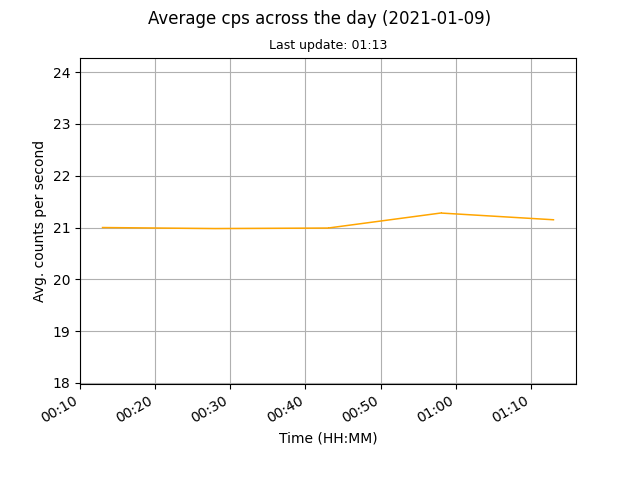 Average cps across the day (2021-01-09)
Last update: 01:13
24
23
22
21
20
19
18
Avg. counts per second
00:10 00:20 00:30 00:40 00:50 01:00 01:10
Time (HH:MM)